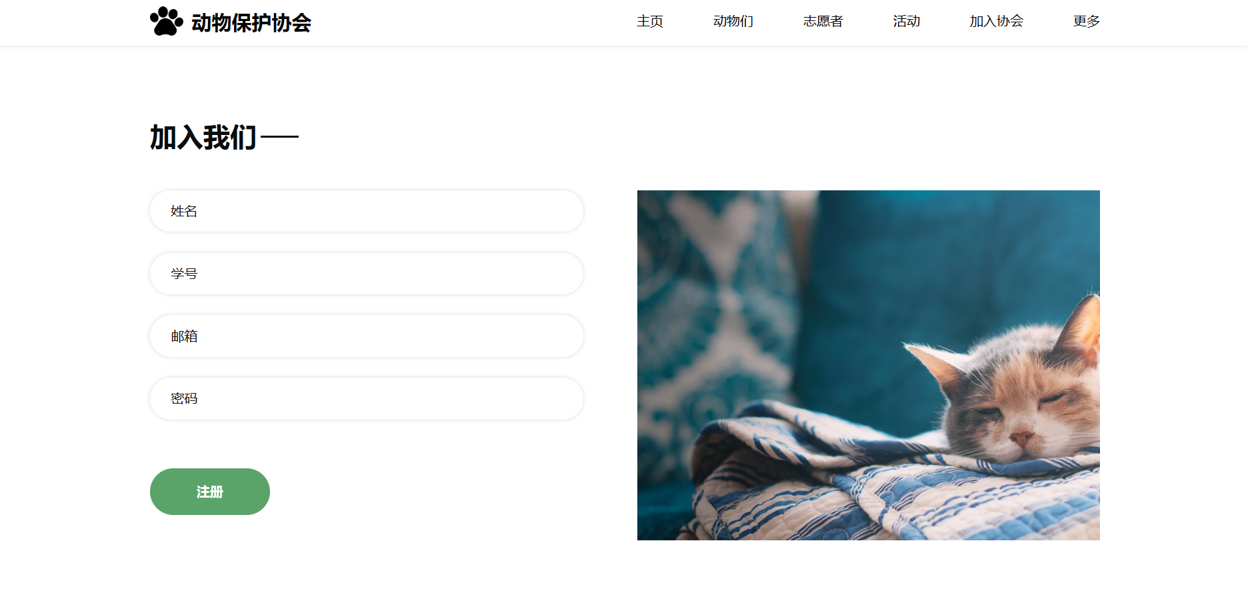 动物保护协会
主页 动物们 志愿者 活动 加入协会 更多
加入我们——
姓名
学号
邮箱
密码
注册